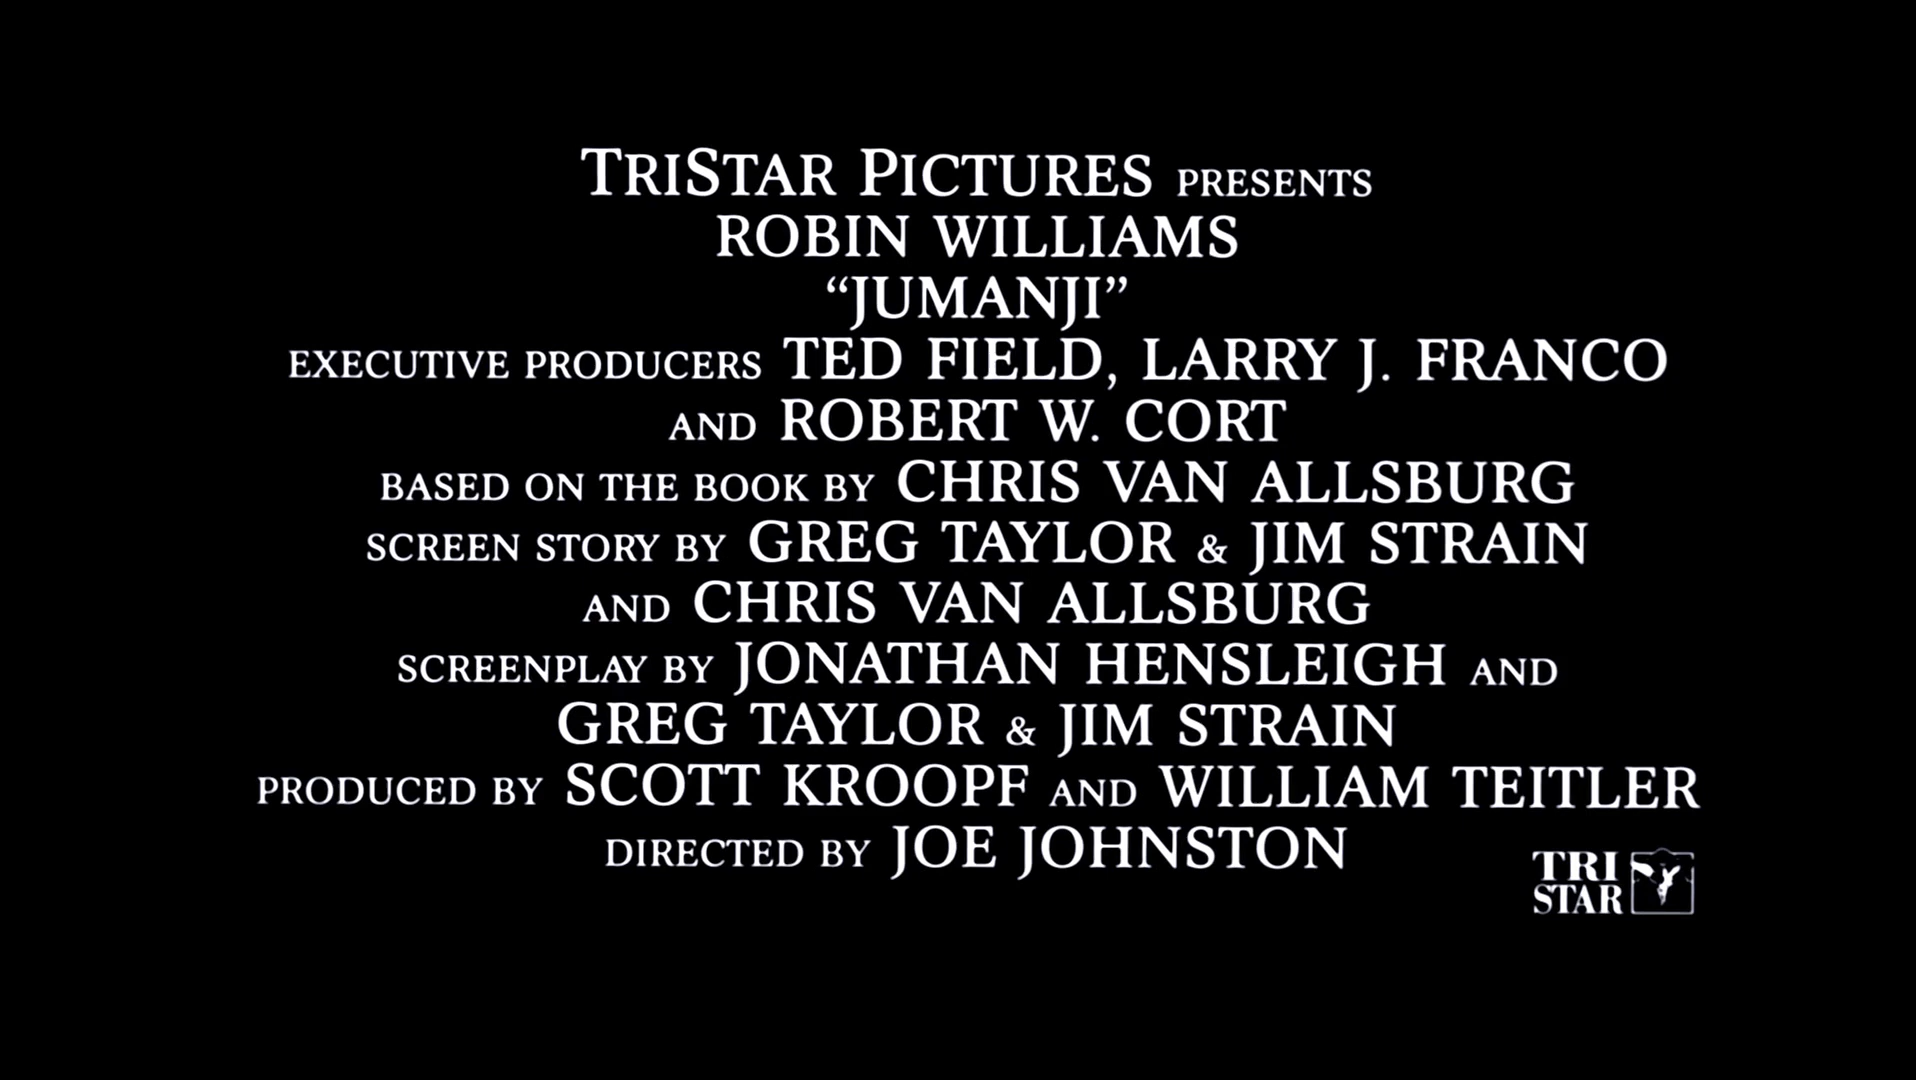 TRISTAR PICTURES PRESENTS
ROBIN WILLIAMS
“JUMANJI”
EXECUTIVE PRODUCERS TED FIELD, LARRY J. FRANCO
AND ROBERT W. CORT
BASED ON THE BOOK BY CHRIS VAN ALLSBURG
SCREEN STORY BY GREG TAYLOR & JIM STRAIN
AND CHRIS VAN ALLSBURG
SCREENPLAY BY JONATHAN HENSLEIGH AND
GREG TAYLOR & JIM STRAIN
PRODUCED BY SCOTT KROOPF AND WILLIAM TEITLER
DIRECTED BY JOE JOHNSTON
TRI
STAR